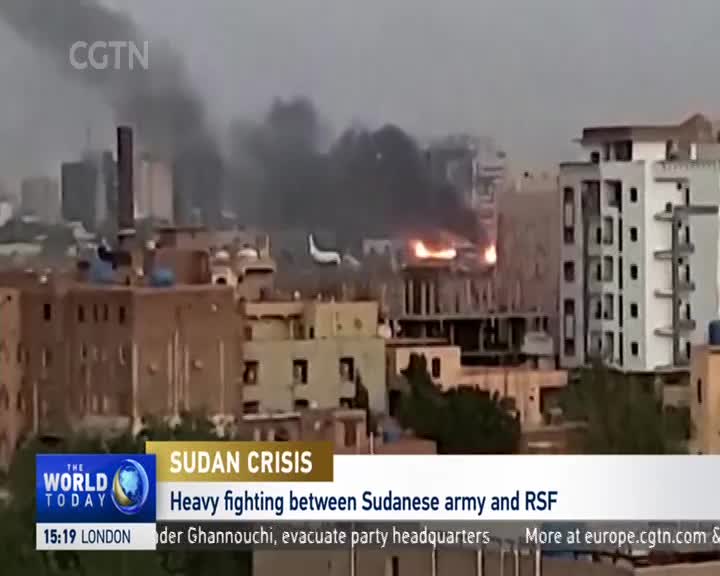 CGTN
SUDAN CRISIS
THE
WORLD
TODAY
Heavy fighting between Sudanese army and RSF
15:19 LONDON
der Ghannouchi, evacuate party headquarters More at europe.cgtn.com &